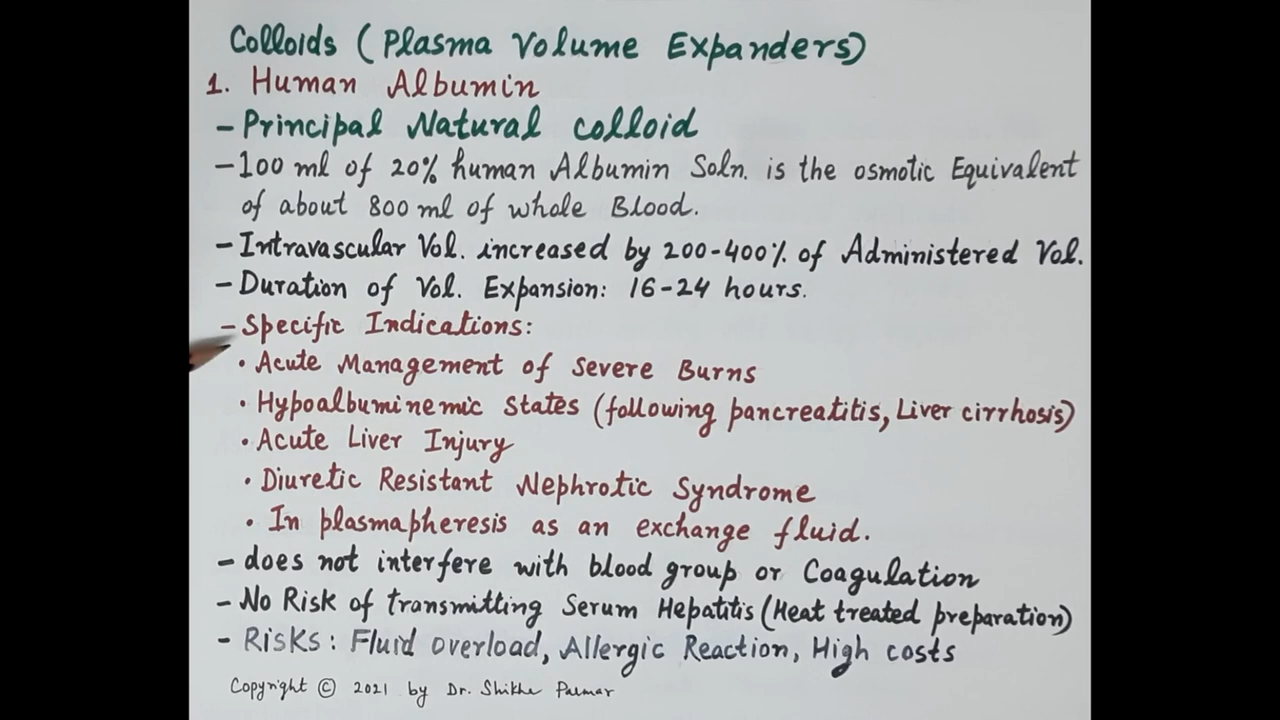 Colloids (Plasma Volume Expanders)
1. Human Albumin
- Principal Natural colloid
- 100 ml of 20% human Albumin Soln. is the osmotic Equivalent
of about 800 ml of whole Blood.
- Intravascular Vol. increased by 200-400% of Administered Vol.
- Duration of Vol. Expansion: 16-24 hours.
- Specific Indications:
• Acute Management of Severe Burns
• Hypoalbuminemic States (following pancreatitis, Liver cirrhosis)
• Acute Liver Injury
• Diuretic Resistant Nephrotic Syndrome
• In plasmapheresis as an exchange fluid.
- does not interfere with blood group or Coagulation
- No Risk of transmitting Serum Hepatitis (Heat treated preparation)
- Risks: Fluid overload, Allergic Reaction, High costs
Copyright © 2021 by Dr. Shikha Parmar